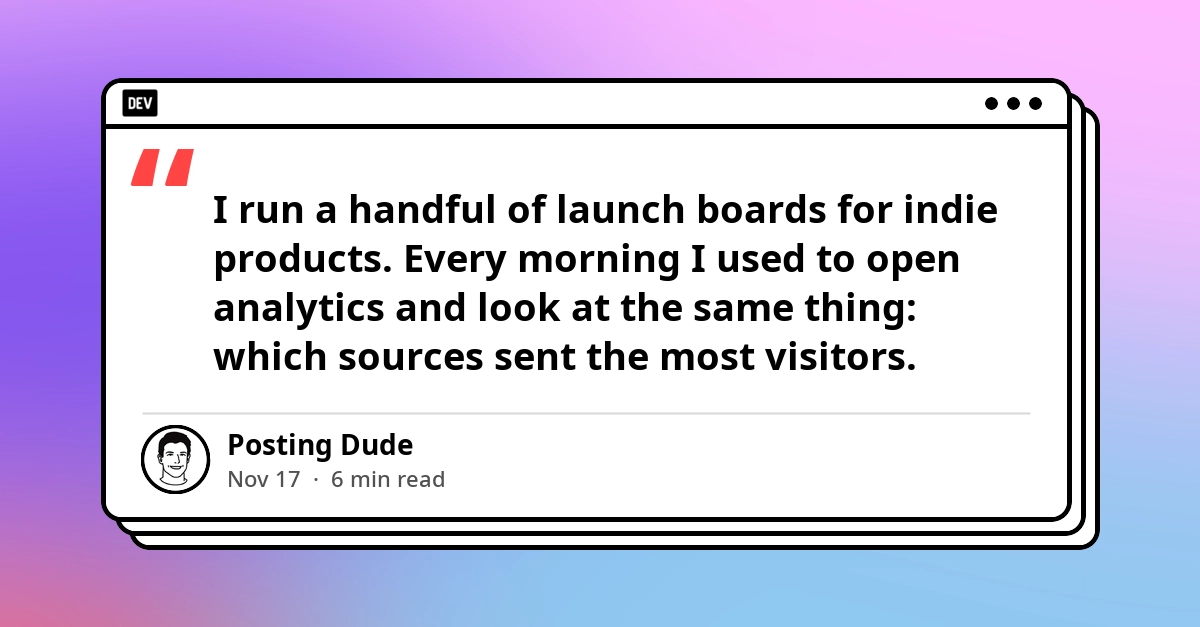 DEV
“
I run a handful of launch boards for indie
products. Every morning I used to open
analytics and look at the same thing:
which sources sent the most visitors.
Posting Dude
Nov 17 · 6 min read